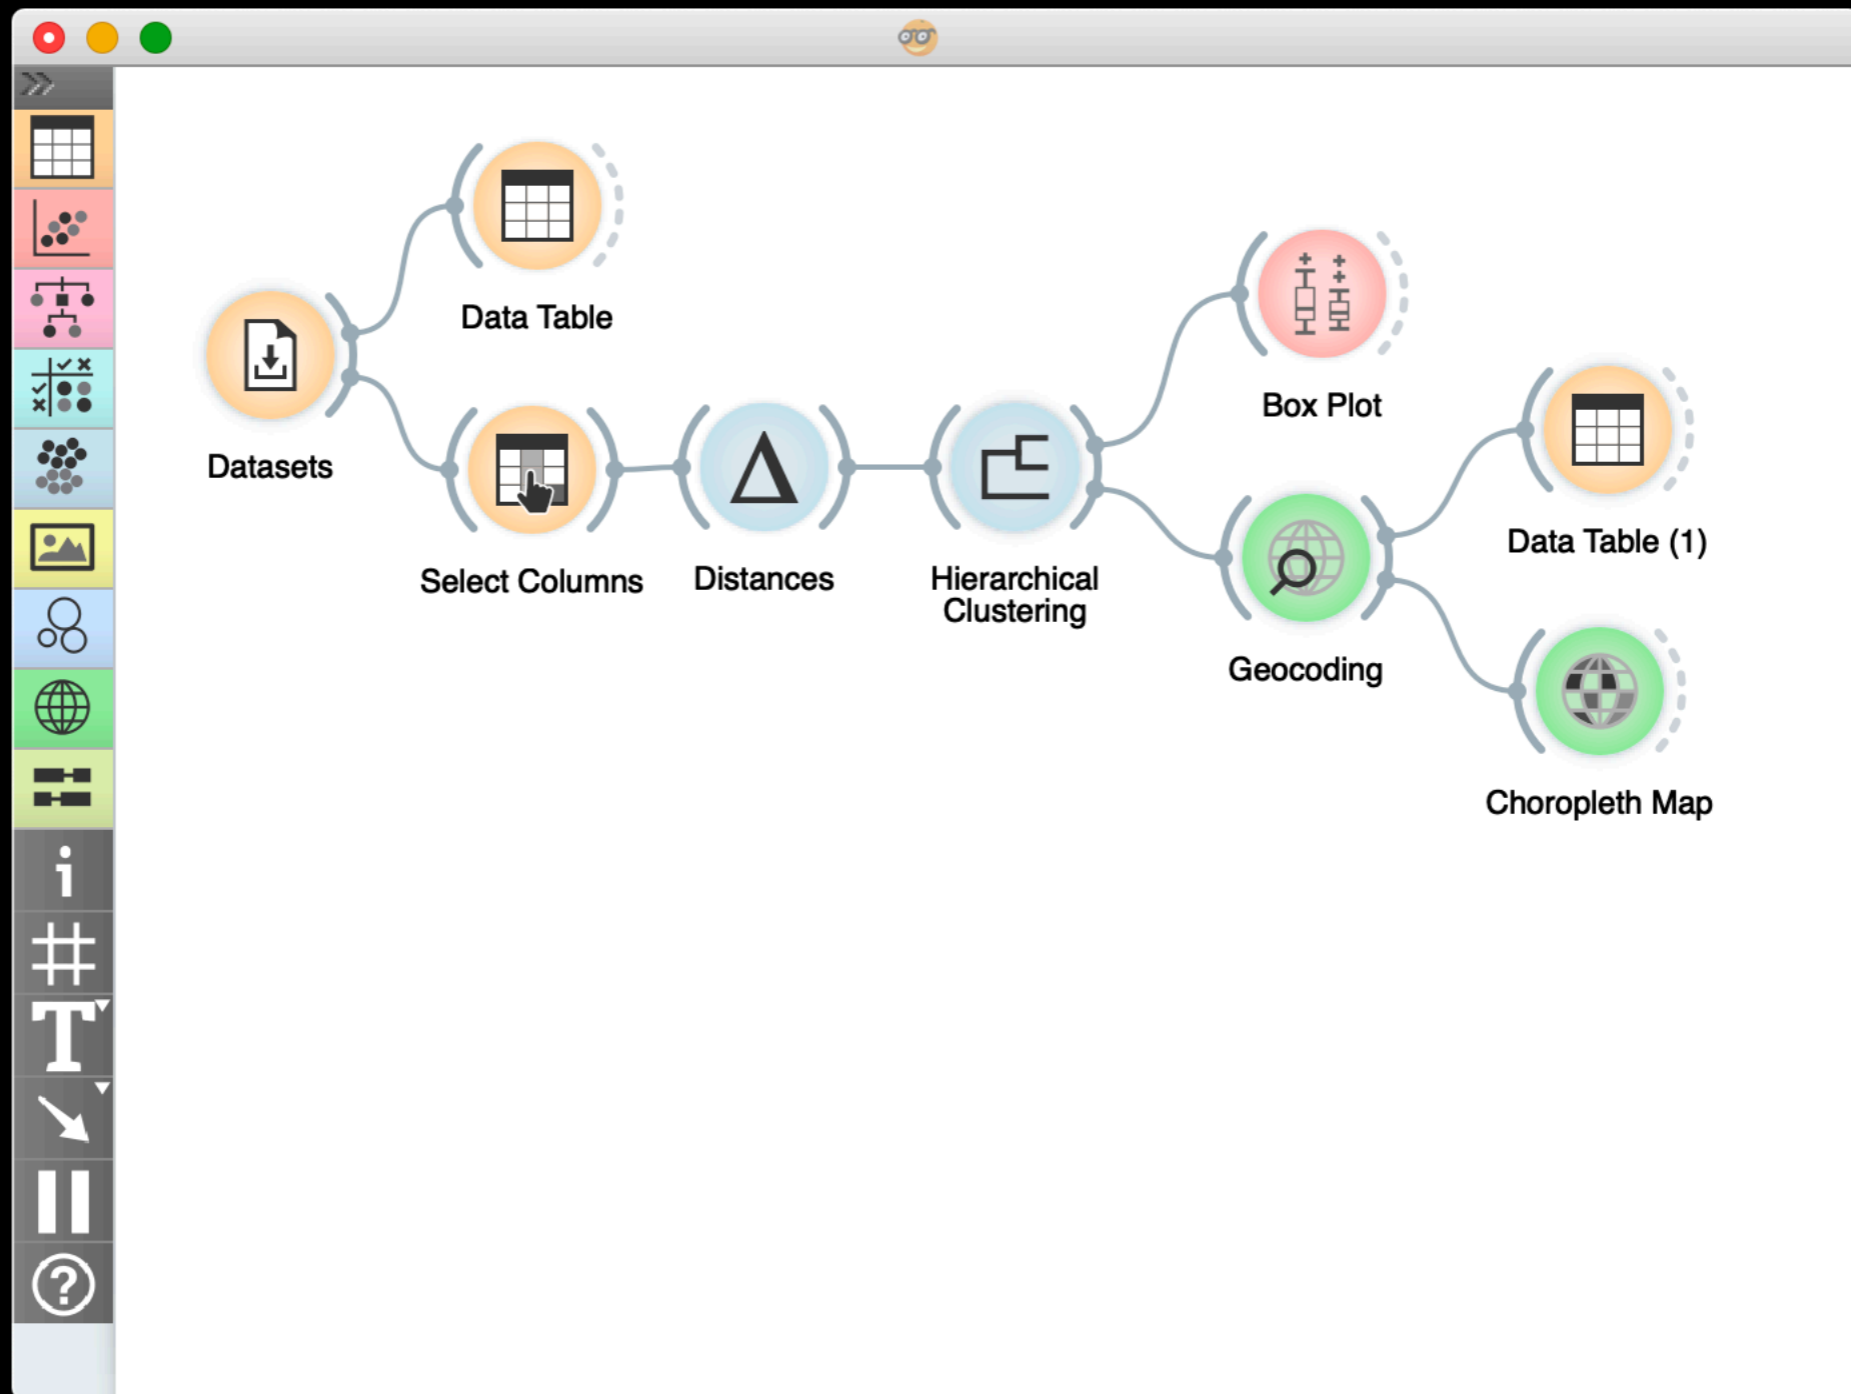 Data Table
Datasets
Select Columns
Distances
Hierarchical
Clustering
Box Plot
Geocoding
Data Table (1)
Choropleth Map